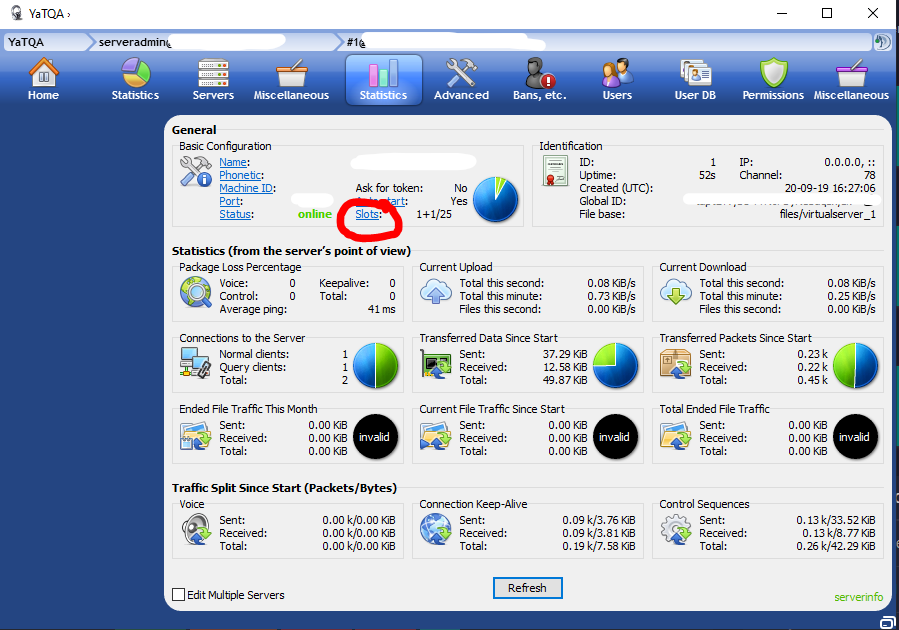 YaTQA ›
YaTQA serveradmin@ #1@
Home Statistics Servers Miscellaneous Statistics Advanced Bans, etc. Users User DB Permissions Miscellaneous
General
Basic Configuration
Name:
Phonetic:
Machine ID: Ask for token: No
Port: Yes
Status: online Slots: 1+1/25
Identification
ID: 1 IP: 0.0.0.0, ::
Uptime: 52s Channel: 78
Created (UTC): 20-09-19 16:27:06
Global ID:
File base: files/virtualserver_1
Statistics (from the server’s point of view)
Package Loss Percentage
Voice: 0 Keepalive: 0
Control: 0 Total: 0
Average ping: 41 ms
Current Upload
Total this second: 0.08 KiB/s
Total this minute: 0.73 KiB/s
Files this second: 0.00 KiB/s
Current Download
Total this second: 0.08 KiB/s
Total this minute: 0.25 KiB/s
Files this second: 0.00 KiB/s
Connections to the Server
Normal clients: 1
Query clients: 1
Total: 2
Transferred Data Since Start
Sent: 37.29 KiB
Received: 12.58 KiB
Total: 49.87 KiB
Transferred Packets Since Start
Sent: 0.23 k
Received: 0.22 k
Total: 0.45 k
Ended File Traffic This Month
Sent: 0.00 KiB
Received: 0.00 KiB
Total: 0.00 KiB
invalid
Current File Traffic Since Start
Sent: 0.00 KiB
Received: 0.00 KiB
Total: 0.00 KiB
invalid
Total Ended File Traffic
Sent: 0.00 KiB
Received: 0.00 KiB
Total: 0.00 KiB
invalid
Traffic Split Since Start (Packets/Bytes)
Voice
Sent: 0.00 k/0.00 KiB
Received: 0.00 k/0.00 KiB
Total: 0.00 k/0.00 KiB
Connection Keep-Alive
Sent: 0.09 k/3.76 KiB
Received: 0.09 k/3.81 KiB
Total: 0.19 k/7.58 KiB
Control Sequences
Sent: 0.13 k/33.52 KiB
Received: 0.13 k/8.77 KiB
Total: 0.26 k/42.29 KiB
Edit Multiple Servers
Refresh
serverinfo